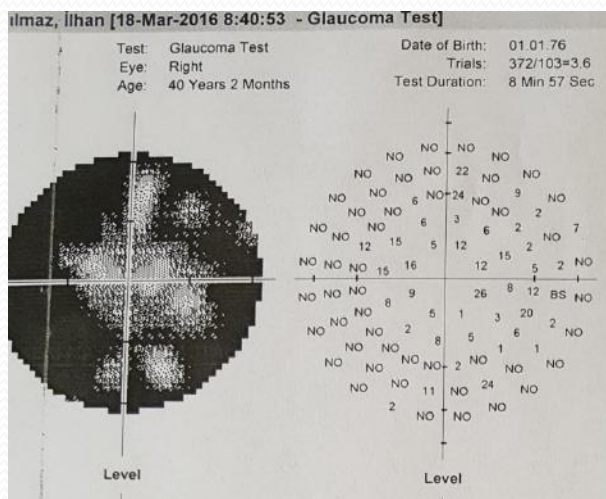 ılmaz, İlhan [18-Mar-2016 8:40:53 - Glaucoma Test]
Test: Glaucoma Test Date of Birth: 01.01.76
Eye: Right Trials: 372/103=3.6
Age: 40 Years 2 Months Test Duration: 8 Min 57 Sec
NO NO
NO NO
NO 22 NO NO
NO NO 24 9 NO
NO 6 2
NO NO 6 3 6 2 NO 7
NO 12 15 5 12 15 2 NO
NO NO NO 15 16 12 5 2 NO
NO NO NO 8 9 26 8 12 BS NO
NO NO NO 5 1 3 20
NO NO 2 8 5 6 2 NO
NO NO 1 1
NO NO NO 2 NO NO
NO NO 11 NO 24 NO
2 NO NO NO
Level Level